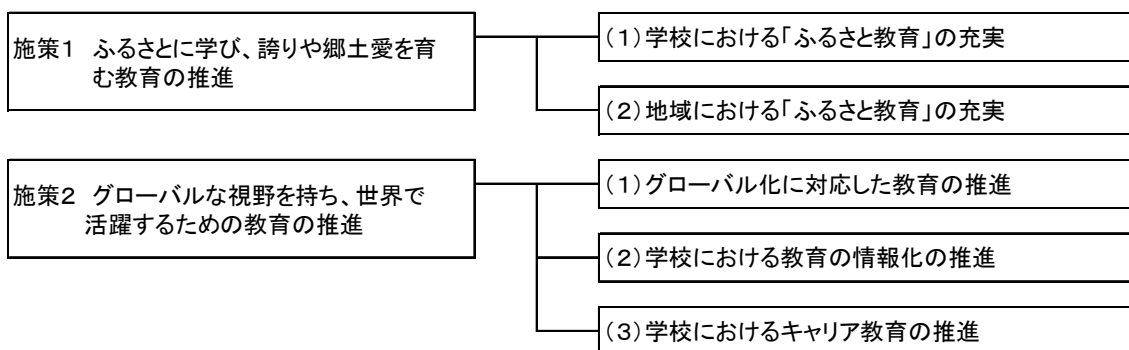 施策1 ふるさとに学び、誇りや郷土愛を育
む教育の推進
(1)学校における「ふるさと教育」の充実
(2)地域における「ふるさと教育」の充実
施策2 グローバルな視野を持ち、世界で
活躍するための教育の推進
(1)グローバル化に対応した教育の推進
(2)学校における教育の情報化の推進
(3)学校におけるキャリア教育の推進